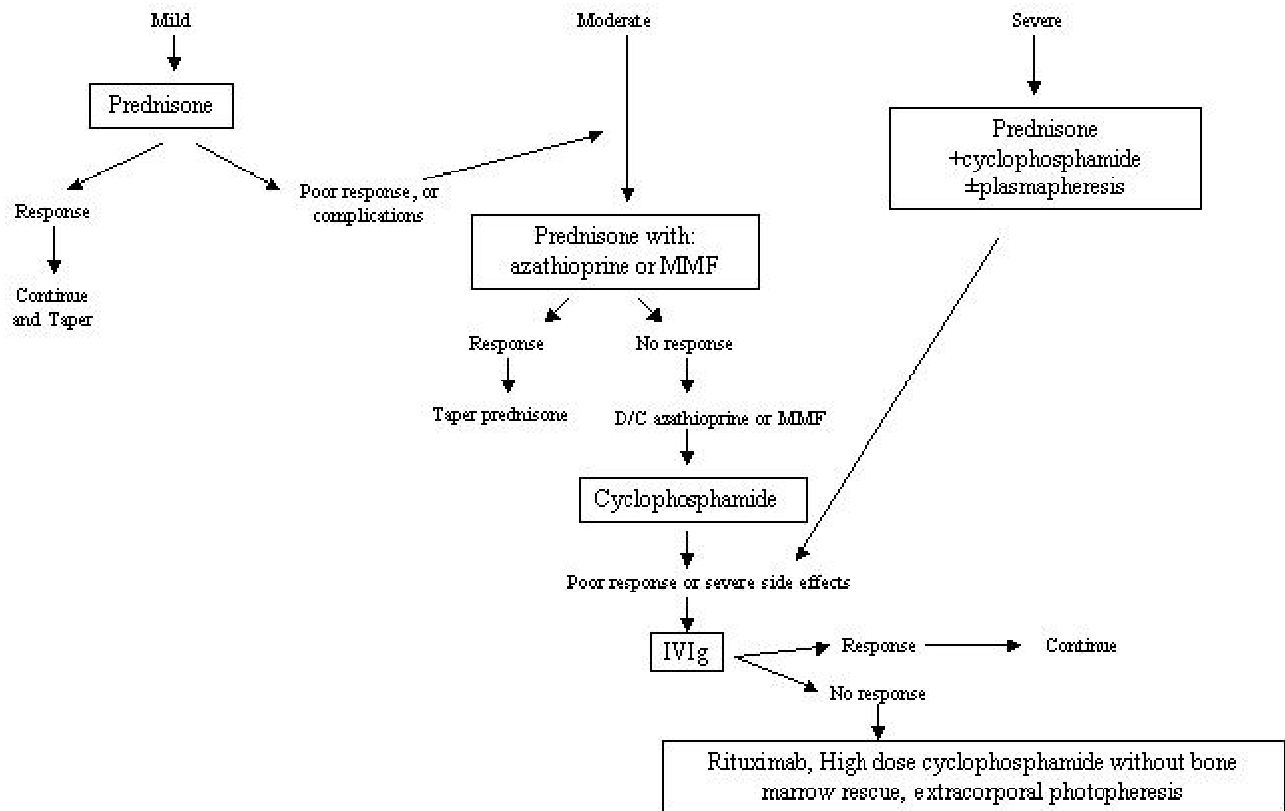 Mild
Moderate
Severe
Prednisone
Prednisone
+cyclophosphamide
±plasmapheresis
Poor response, or
complications
Response
Prednisone with:
azathioprine or MMF
Continue
and Taper
Response
No response
Taper prednisone
D/C azathioprine or MMF
Cyclophosphamide
Poor response or severe side effects
IVIg
Response
Continue
No response
Rituximab, High dose cyclophosphamide without bone
marrow rescue, extracorporal photopheresis